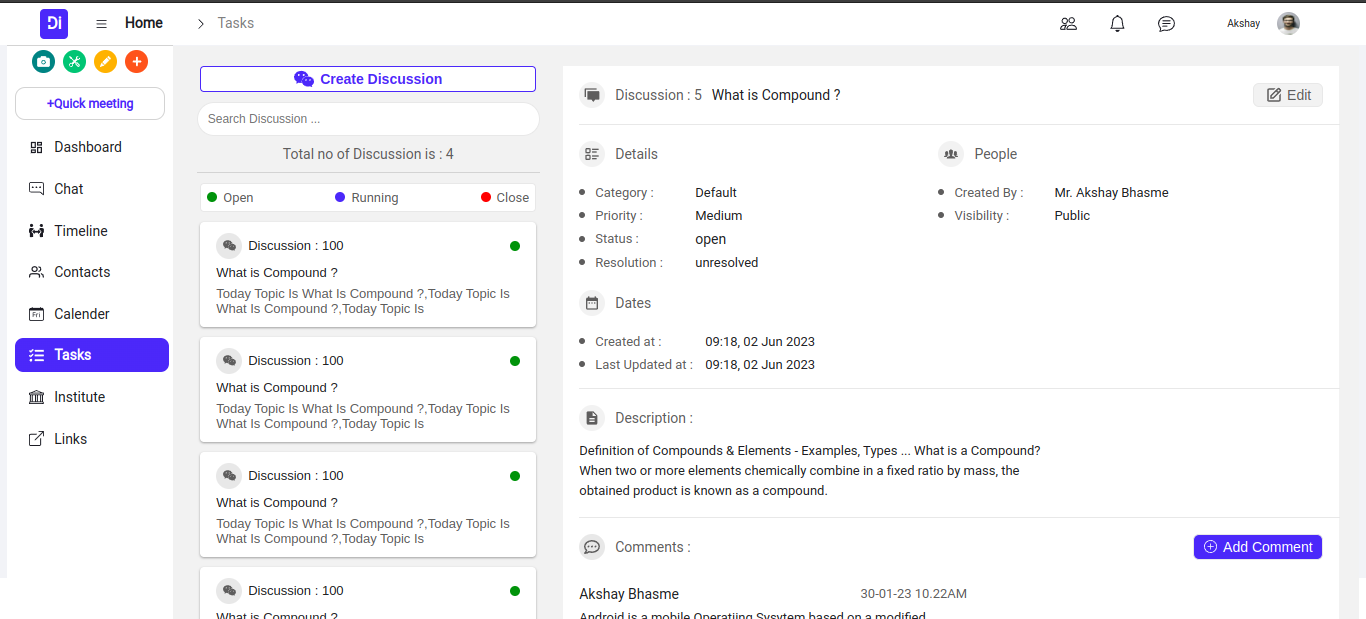 Di
Home
Tasks
Akshay
+Quick meeting
Dashboard
Chat
Timeline
Contacts
Fri
Calender
Tasks
Institute
Links
Create Discussion
Search Discussion ...
Total no of Discussion is : 4
Open
Running
Close
Discussion : 100
What is Compound ?
Today Topic Is What Is Compound ?,Today Topic Is
What Is Compound ?,Today Topic Is
Discussion : 100
What is Compound ?
Today Topic Is What Is Compound ?,Today Topic Is
What Is Compound ?,Today Topic Is
Discussion : 100
What is Compound ?
Today Topic Is What Is Compound ?,Today Topic Is
What Is Compound ?,Today Topic Is
Discussion : 100
What is Compound ?
Discussion : 5 What is Compound ?
Edit
Details
Category : Default
Priority : Medium
Status : open
Resolution : unresolved
People
Created By : Mr. Akshay Bhasme
Visibility : Public
Dates
Created at : 09:18, 02 Jun 2023
Last Updated at : 09:18, 02 Jun 2023
Description :
Definition of Compounds & Elements - Examples, Types ... What is a Compound?
When two or more elements chemically combine in a fixed ratio by mass, the
obtained product is known as a compound.
Comments :
Add Comment
Akshay Bhasme
30-01-23 10.22AM
Android is a mobile Operatiing Sysytem based on a modified